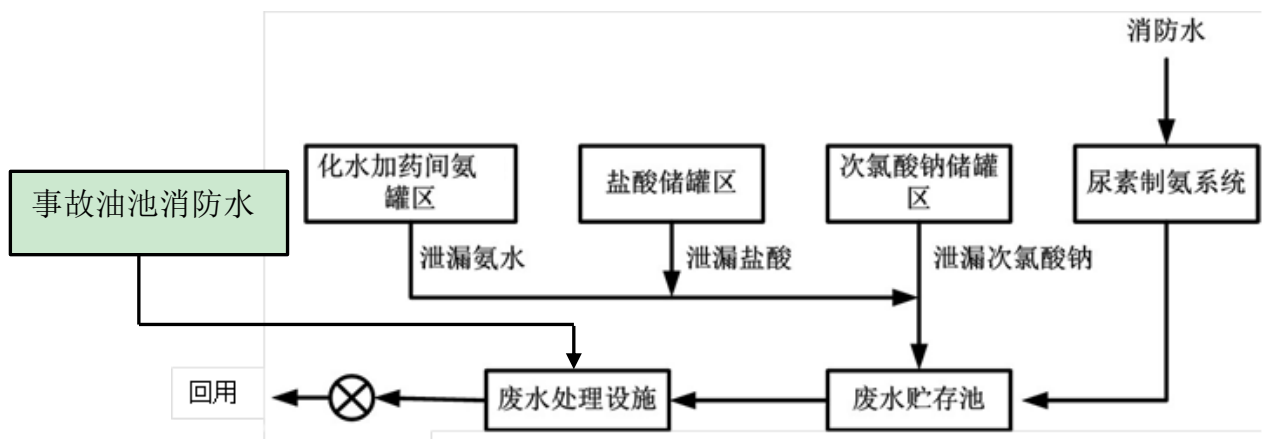 消防水
化水加药间氨
罐区
盐酸储罐区
次氯酸钠储罐
区
尿素制氨系统
事故油池消防水
泄漏氨水
泄漏盐酸
泄漏次氯酸钠
回用
废水处理设施
废水贮存池